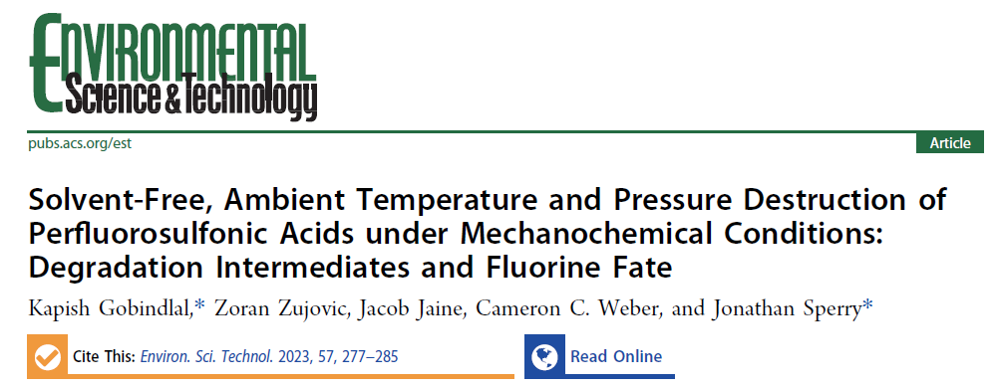 ENVIRONMENTAL
Science & Technology
pubs.acs.org/est
Article
Solvent-Free, Ambient Temperature and Pressure Destruction of
Perfluorosulfonic Acids under Mechanochemical Conditions:
Degradation Intermediates and Fluorine Fate
Kapish Gobindlal,* Zoran Zujovic, Jacob Jaine, Cameron C. Weber, and Jonathan Sperry*
Cite This: Environ. Sci. Technol. 2023, 57, 277–285
Read Online